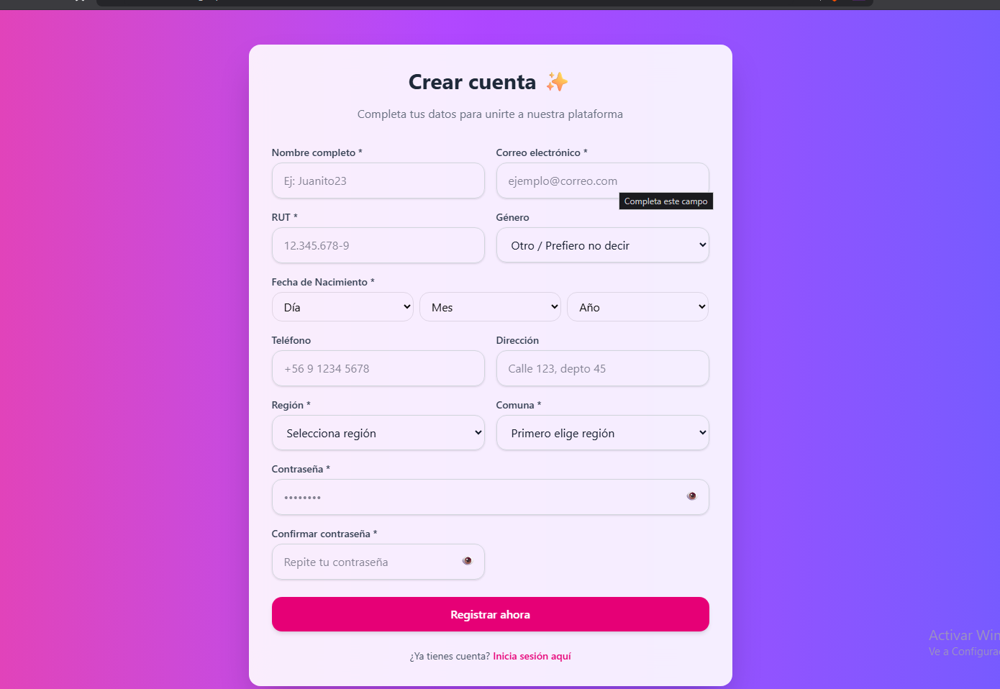 Crear cuenta ✨
Completa tus datos para unirte a nuestra plataforma
Nombre completo *
Correo electrónico *
Ej: Juanito23
ejemplo@correo.com
Completa este campo
RUT *
Género
12.345.678-9
Otro / Prefiero no decir
Fecha de Nacimiento *
Día
Mes
Año
Teléfono
Dirección
+56 9 1234 5678
Calle 123, depto 45
Región *
Comuna *
Selecciona región
Primero elige región
Contraseña *
••••••••
Confirmar contraseña *
Repite tu contraseña
Registrar ahora
¿Ya tienes cuenta? Inicia sesión aquí
Activar Win
Ve a Configura